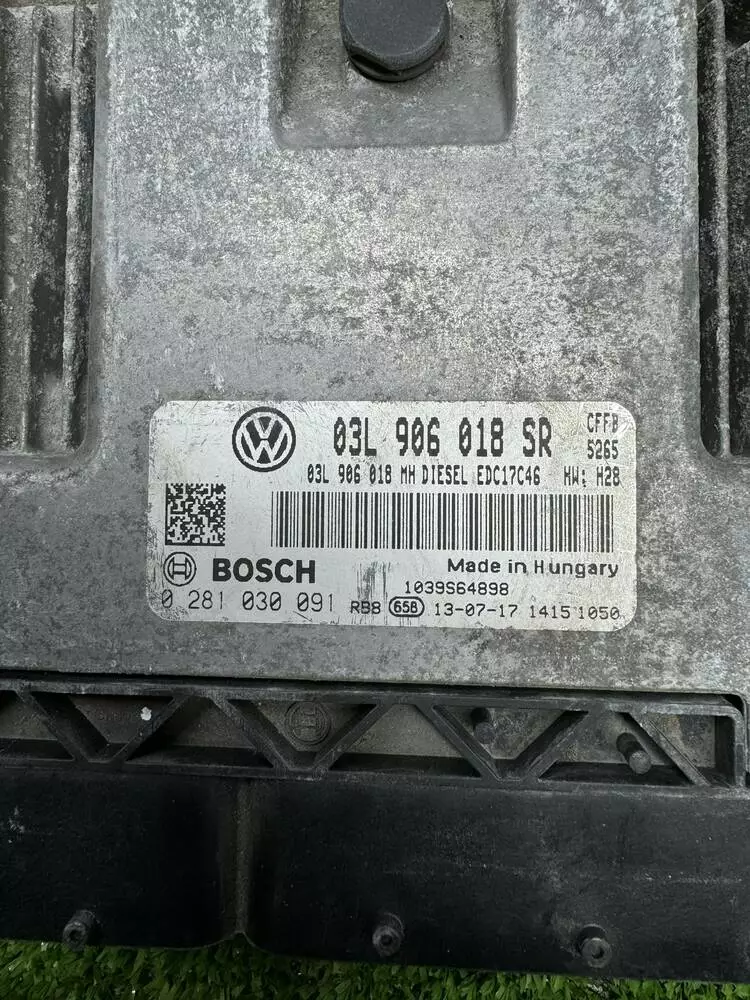 03L 906 018 SR CFFB
5265
03L 906 018 MH DIESEL EDC17C46 HW: H28
BOSCH Made in Hungary
1039S64898
0 281 030 091 RB8 658 13-07-17 1415 1050